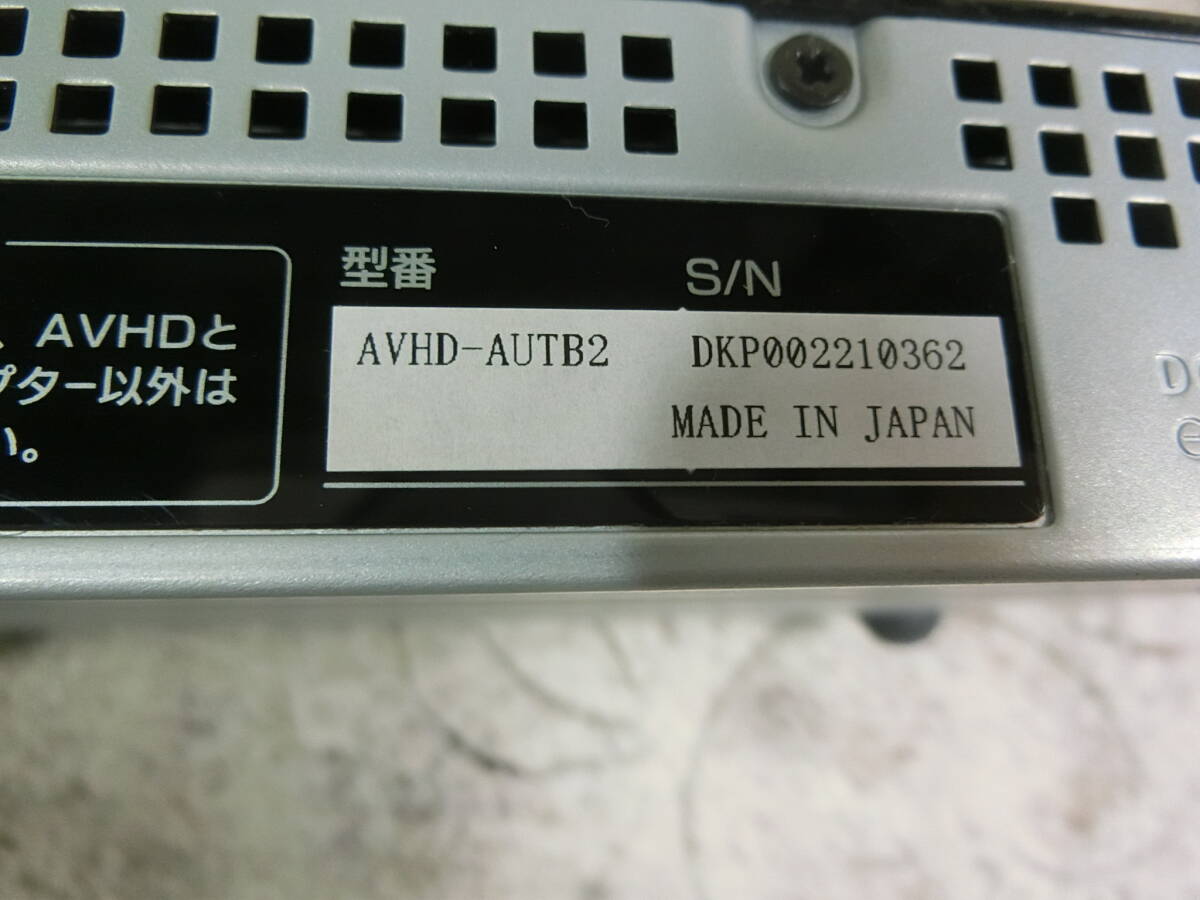 、AVHDと
プター以外は
い。
型番
S/N
AVHD-AUTB2
DKP002210362
MADE IN JAPAN